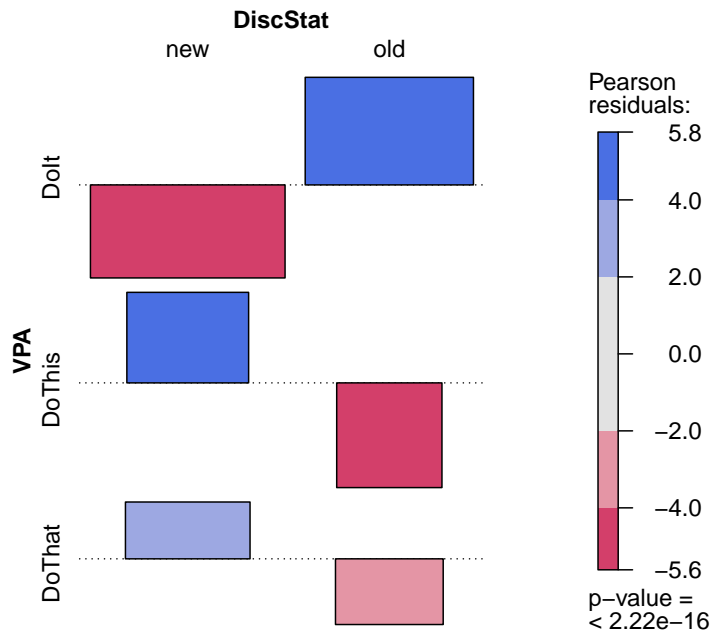 DiscStat
new old
DoIt
VPA
DoThis
DoThat
Pearson
residuals:
5.8
4.0
2.0
0.0
−2.0
−4.0
−5.6
p−value =
< 2.22e−16